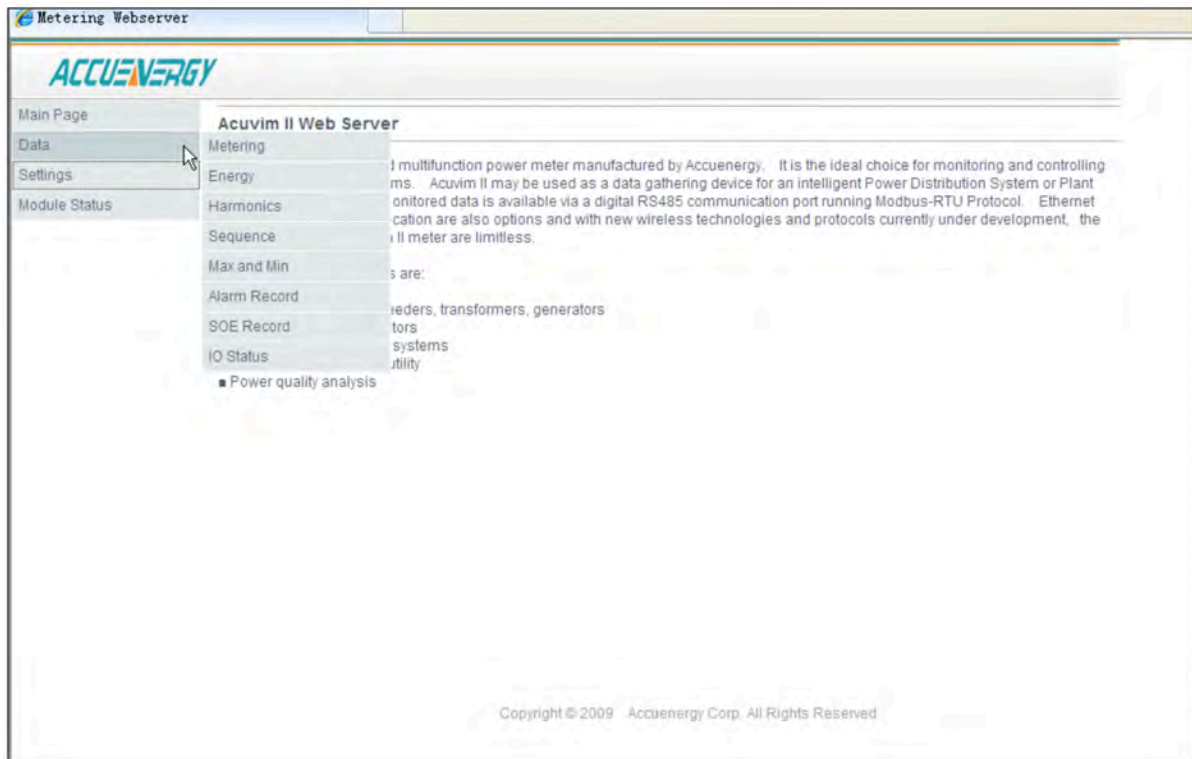 Metering Webserver
ACCUENERGY
Main Page
Data
Settings
Module Status
Acuvim II Web Server
Metering
Energy
Harmonics
Sequence
Max and Min
Alarm Record
SOE Record
IO Status
multifunction power meter manufactured by Accuenergy. It is the ideal choice for monitoring and controlling
ms. Acuvim II may be used as a data gathering device for an intelligent Power Distribution System or Plant
onitored data is available via a digital RS485 communication port running Modbus-RTU Protocol. Ethernet
cation are also options and with new wireless technologies and protocols currently under development, the
II meter are limitless.
s are:
eeders, transformers, generators
tors
systems
utility
■ Power quality analysis
Copyright © 2009 Accuenergy Corp. All Rights Reserved